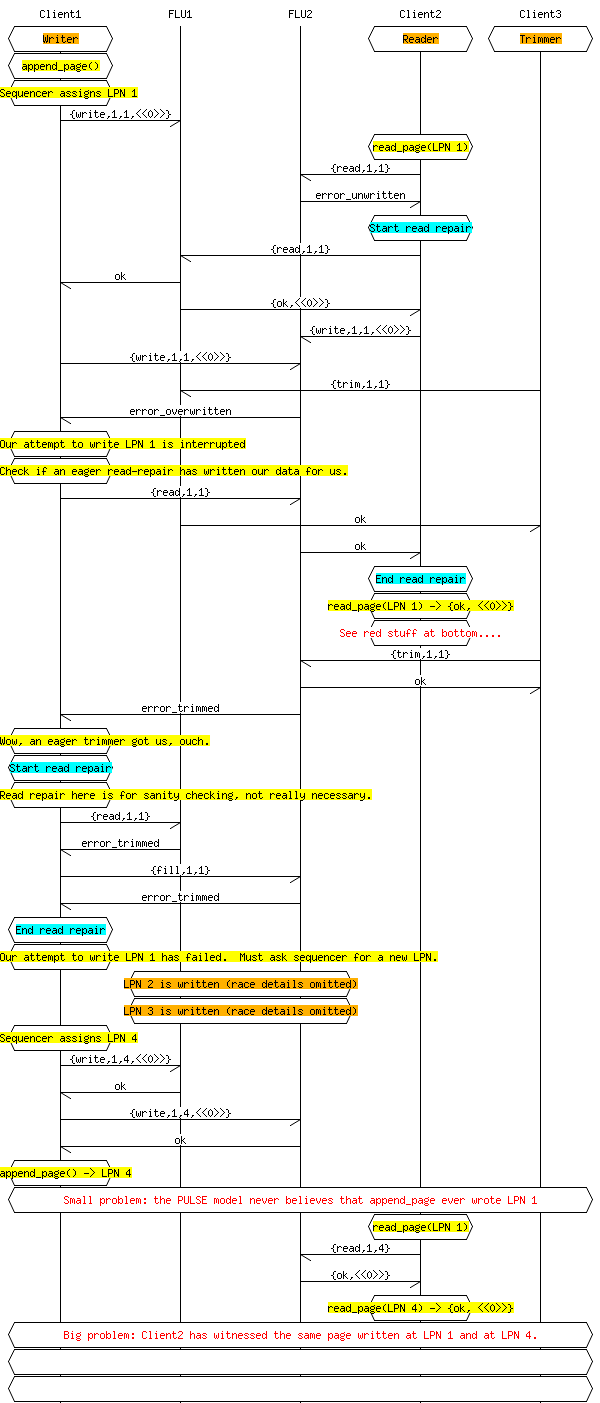 Client1 FLU1 FLU2 Client2 Client3
Writer Reader Trimmer
append_page()
Sequencer assigns LPN 1
{write,1,1,<<0>>}
read_page(LPN 1)
{read,1,1}
error_unwritten
Start read repair
{read,1,1}
ok
{ok,<<0>>}
{write,1,1,<<0>>}
{write,1,1,<<0>>}
{trim,1,1}
error_overwritten
Our attempt to write LPN 1 is interrupted
Check if an eager read-repair has written our data for us.
{read,1,1}
ok
ok
End read repair
read_page(LPN 1) -> {ok, <<0>>}
See red stuff at bottom....
{trim,1,1}
ok
error_trimmed
Wow, an eager trimmer got us, ouch.
Start read repair
Read repair here is for sanity checking, not really necessary.
{read,1,1}
error_trimmed
{fill,1,1}
error_trimmed
End read repair
Our attempt to write LPN 1 has failed.  Must ask sequencer for a new LPN.
LPN 2 is written (race details omitted)
LPN 3 is written (race details omitted)
Sequencer assigns LPN 4
{write,1,4,<<0>>}
ok
{write,1,4,<<0>>}
ok
append_page() -> LPN 4
Small problem: the PULSE model never believes that append_page ever wrote LPN 1
read_page(LPN 1)
{read,1,4}
{ok,<<0>>}
read_page(LPN 4) -> {ok, <<0>>}
Big problem: Client2 has witnessed the same page written at LPN 1 and at LPN 4.